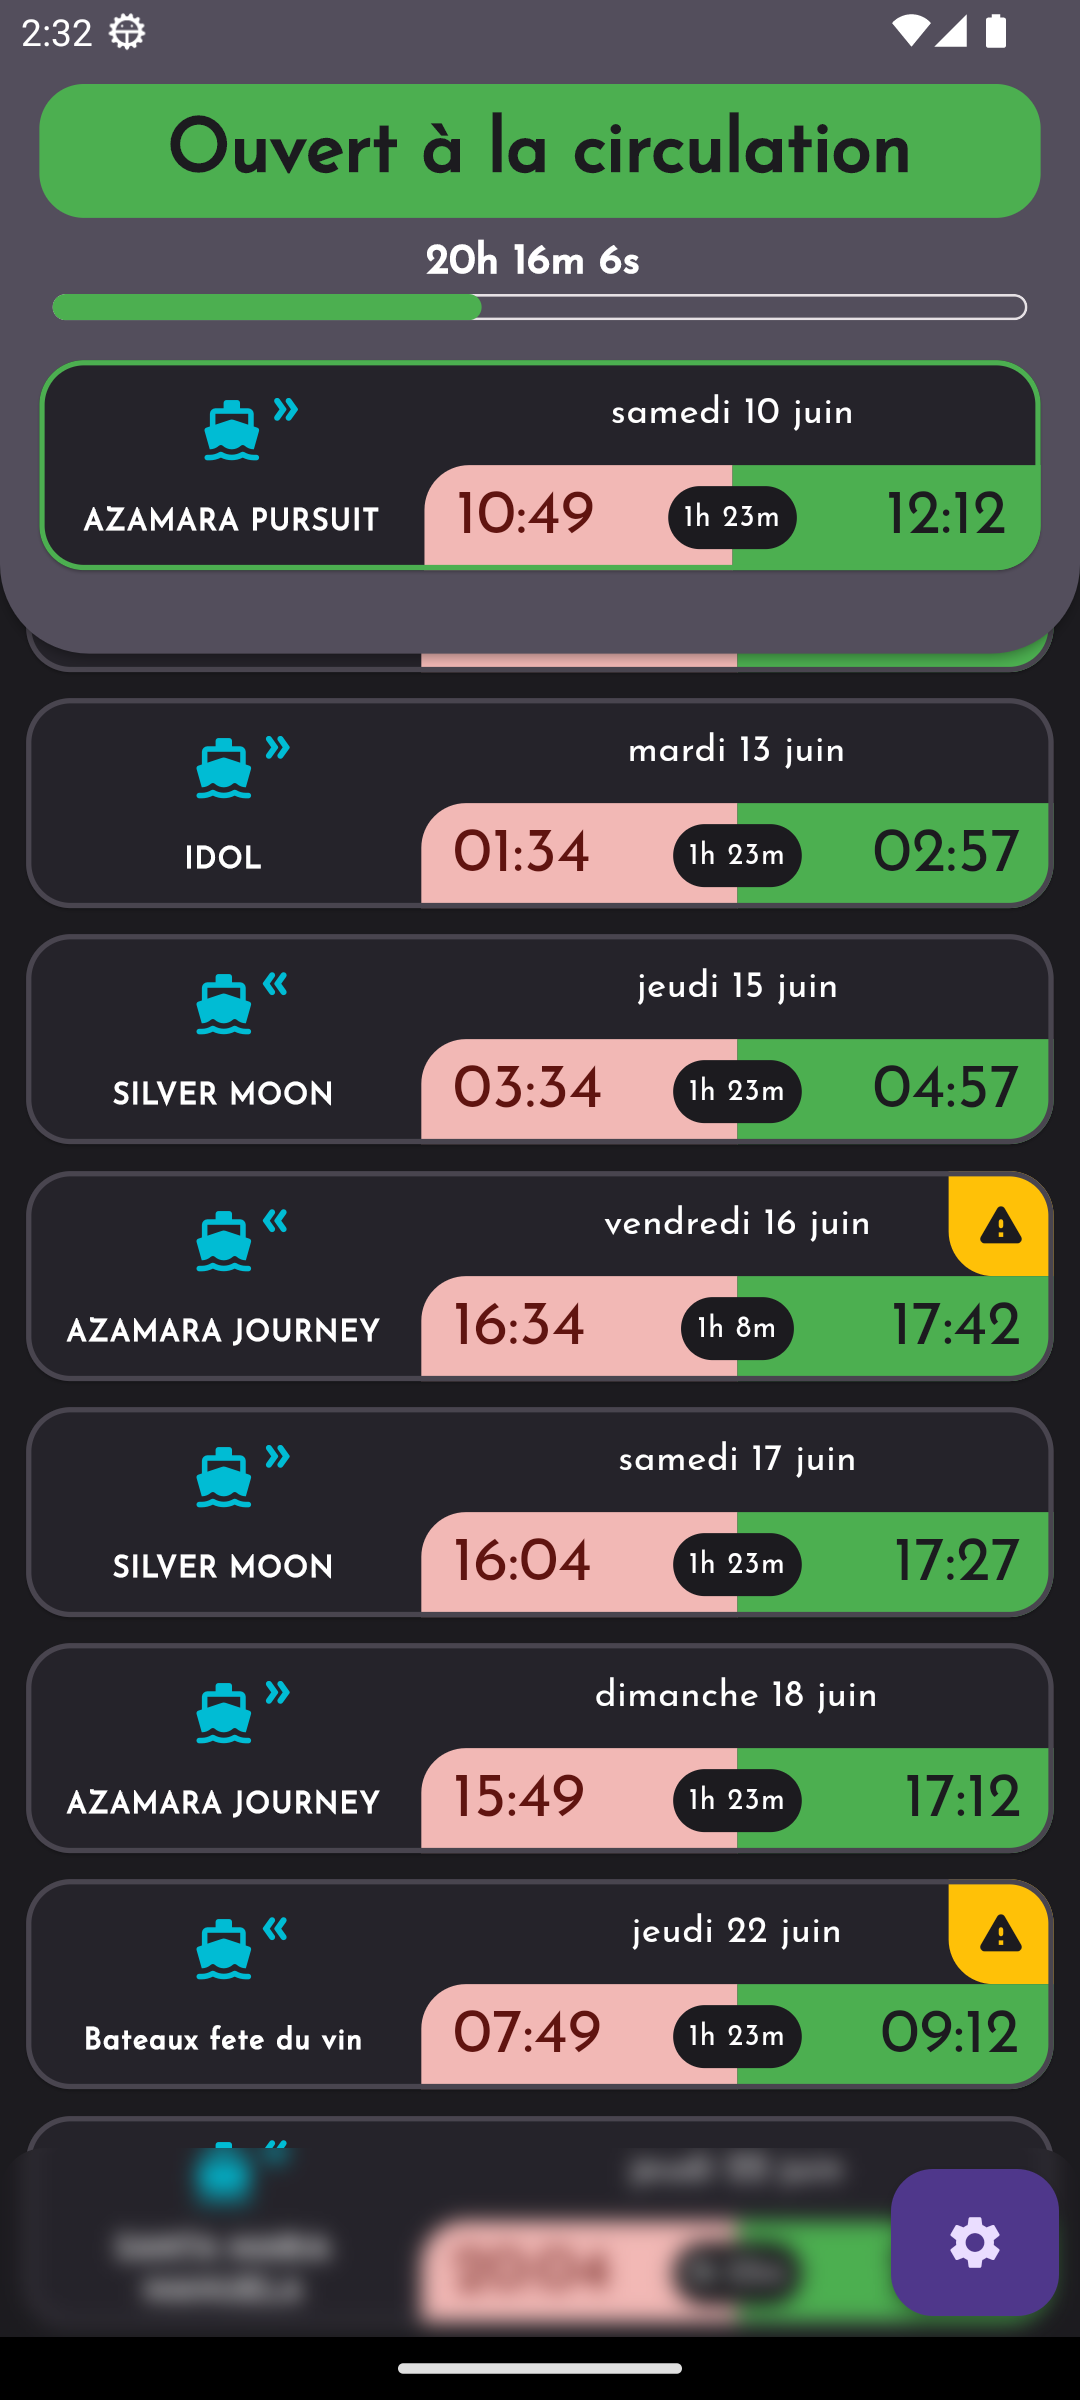 2:32
Ouvert à la circulation
20h 16m 6s
samedi 10 juin
AZAMARA PURSUIT
10:49
1h 23m
12:12
mardi 13 juin
IDOL
01:34
1h 23m
02:57
jeudi 15 juin
SILVER MOON
03:34
1h 23m
04:57
vendredi 16 juin
AZAMARA JOURNEY
16:34
1h 8m
17:42
samedi 17 juin
SILVER MOON
16:04
1h 23m
17:27
dimanche 18 juin
AZAMARA JOURNEY
15:49
1h 23m
17:12
jeudi 22 juin
Bateaux fete du vin
07:49
1h 23m
09:12